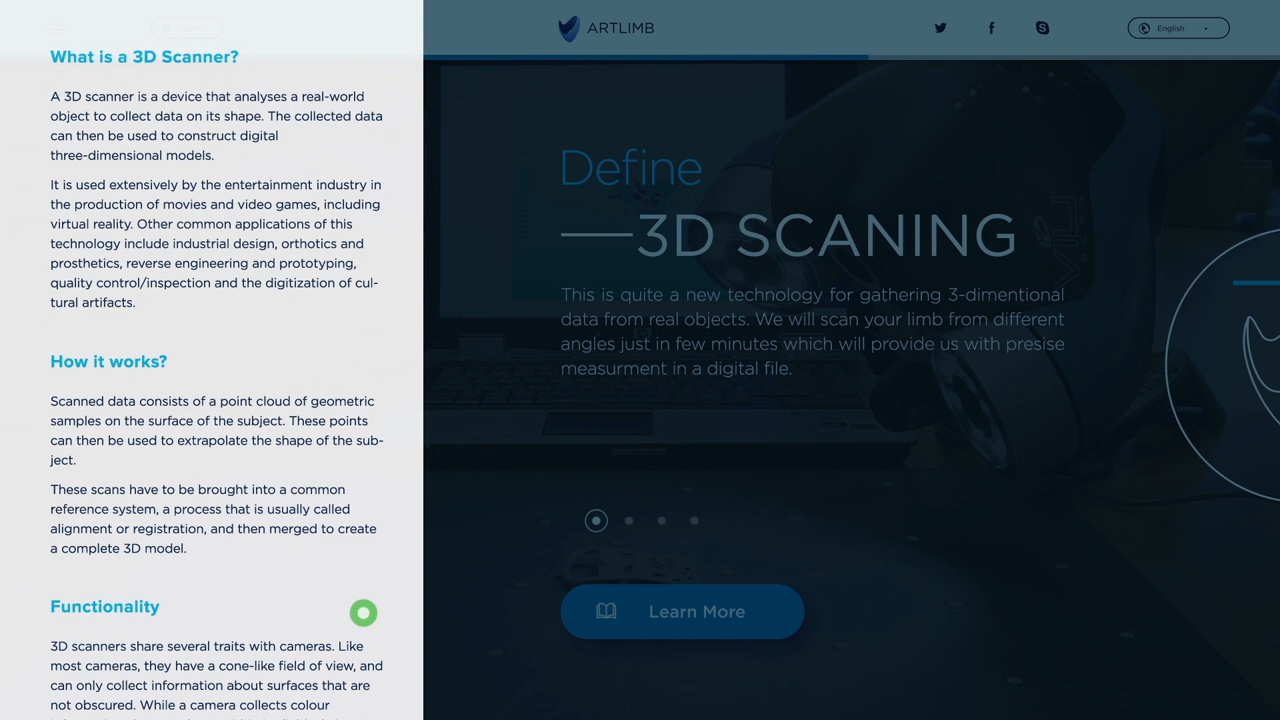 What is a 3D Scanner?
A 3D scanner is a device that analyses a real-world
object to collect data on its shape. The collected data
can then be used to construct digital
three-dimensional models.
It is used extensively by the entertainment industry in
the production of movies and video games, including
virtual reality. Other common applications of this
technology include industrial design, orthotics and
prosthetics, reverse engineering and prototyping,
quality control/inspection and the digitization of cul-
tural artifacts.
How it works?
Scanned data consists of a point cloud of geometric
samples on the surface of the subject. These points
can then be used to extrapolate the shape of the sub-
ject.
These scans have to be brought into a common
reference system, a process that is usually called
alignment or registration, and then merged to create
a complete 3D model.
Functionality
3D scanners share several traits with cameras. Like
most cameras, they have a cone-like field of view, and
can only collect information about surfaces that are
not obscured. While a camera collects colour
ARTLIMB
English
Define
3D SCANING
This is quite a new technology for gathering 3-dimentional
data from real objects. We will scan your limb from different
angles just in few minutes which will provide us with presise
measurment in a digital file.
Learn More